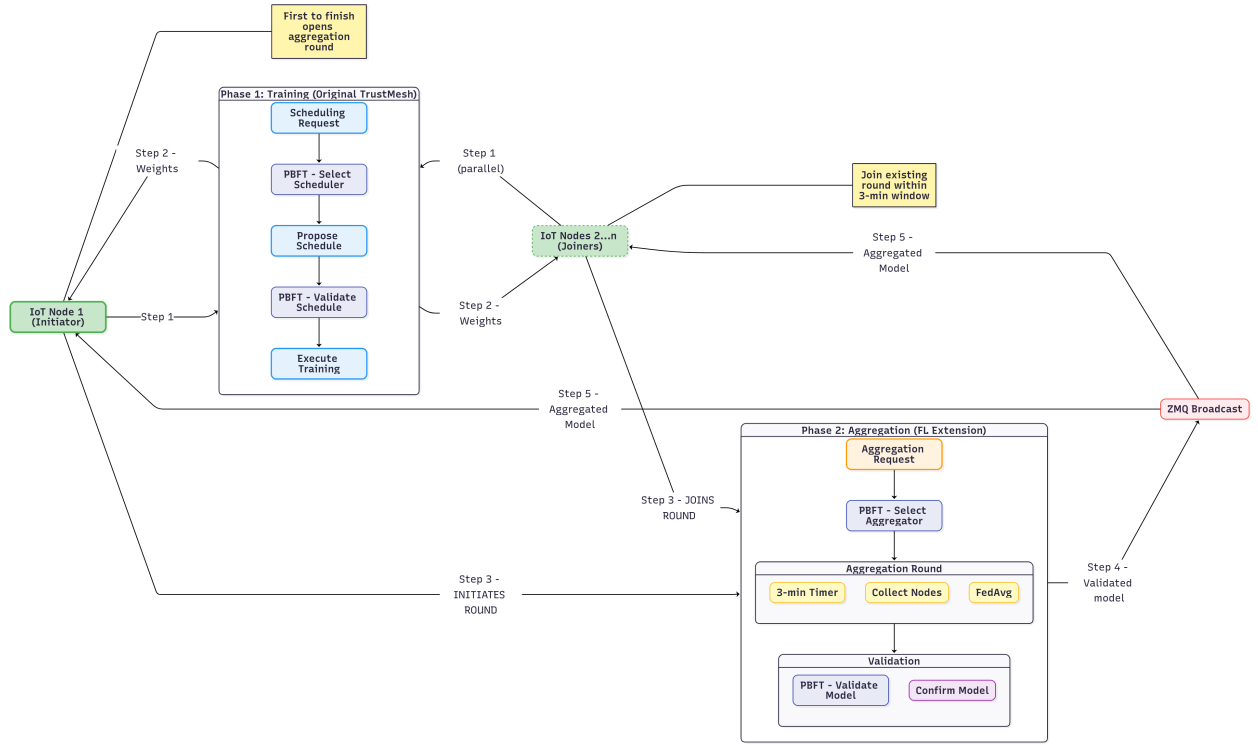 First to finish
opens
aggregation
round
Phase 1: Training (Original TrustMesh)
Scheduling
Request
Step 2 -
Weights
Step 1
(parallel)
PBFT - Select
Scheduler
Join existing
round within
3-min window
Propose
Schedule
IoT Nodes 2...n
(Joiners)
Step 5 -
Aggregated
Model
IoT Node 1
(Initiator)
Step 1
PBFT - Validate
Schedule
Step 2 -
Weights
Execute
Training
Step 5 -
Aggregated
Model
ZMQ Broadcast
Phase 2: Aggregation (FL Extension)
Aggregation
Request
Step 3 - JOINS
ROUND
PBFT - Select
Aggregator
Aggregation Round
3-min Timer
Collect Nodes
FedAvg
Step 3 -
INITIATES
ROUND
Step 4 -
Validated
model
Validation
PBFT - Validate
Model
Confirm Model